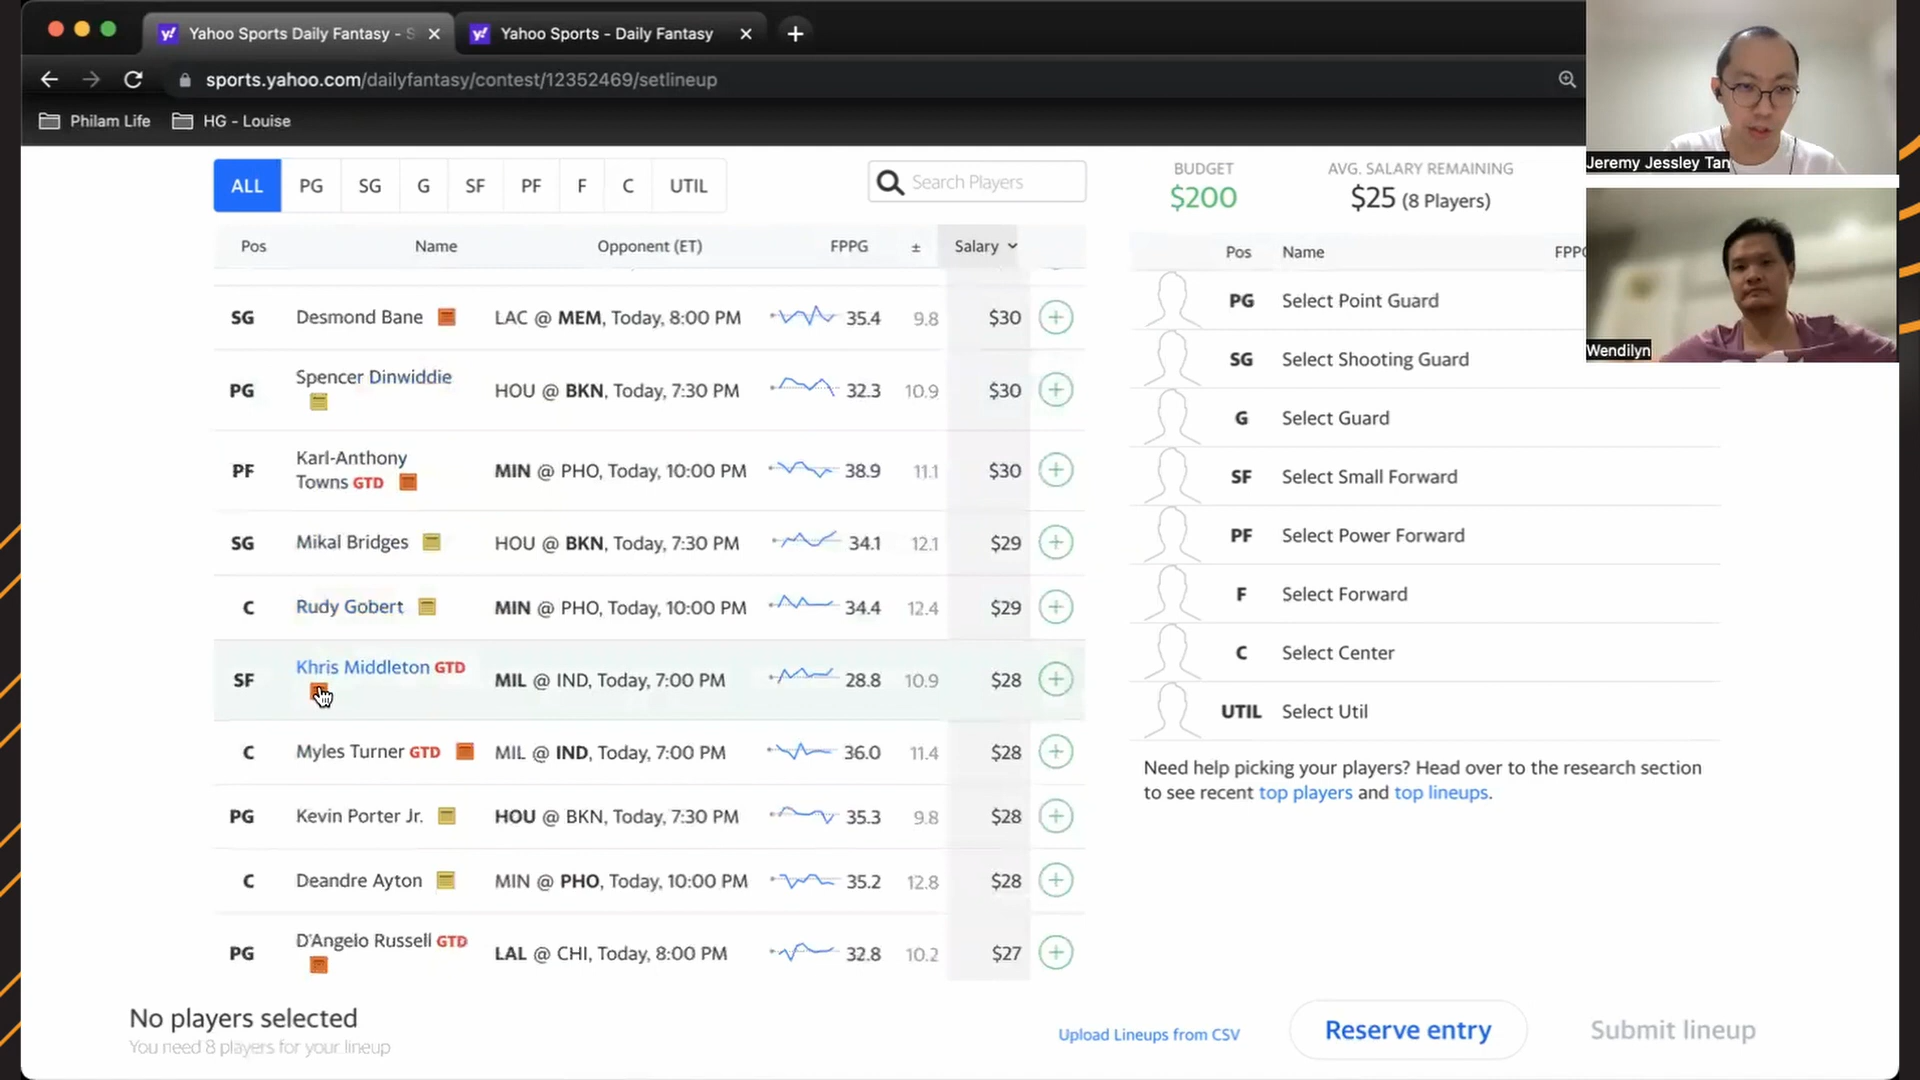 Yahoo Sports Daily Fantasy - S
Yahoo Sports - Daily Fantasy
sports.yahoo.com/dailyfantasy/contest/12352469/setlineup
Philam Life
HG - Louise
Jeremy Jessley Tan
Wendilyn
ALL PG SG G SF PF F C UTIL
Search Players
BUDGET
$200
AVG. SALARY REMAINING
$25 (8 Players)
Pos Name Opponent (ET) FPPG ± Salary
SG Desmond Bane LAC @ MEM, Today, 8:00 PM 35.4 9.8 $30
PG Spencer Dinwiddie HOU @ BKN, Today, 7:30 PM 32.3 10.9 $30
PF Karl-Anthony
Towns GTD MIN @ PHO, Today, 10:00 PM 38.9 11.1 $30
SG Mikal Bridges HOU @ BKN, Today, 7:30 PM 34.1 12.1 $29
C Rudy Gobert MIN @ PHO, Today, 10:00 PM 34.4 12.4 $29
SF Khris Middleton GTD MIL @ IND, Today, 7:00 PM 28.8 10.9 $28
C Myles Turner GTD MIL @ IND, Today, 7:00 PM 36.0 11.4 $28
PG Kevin Porter Jr. HOU @ BKN, Today, 7:30 PM 35.3 9.8 $28
C Deandre Ayton MIN @ PHO, Today, 10:00 PM 35.2 12.8 $28
PG D'Angelo Russell GTD LAL @ CHI, Today, 8:00 PM 32.8 10.2 $27
Pos Name FPPG
PG Select Point Guard
SG Select Shooting Guard
G Select Guard
SF Select Small Forward
PF Select Power Forward
F Select Forward
C Select Center
UTIL Select Util
Need help picking your players? Head over to the research section
to see recent top players and top lineups.
No players selected
You need 8 players for your lineup
Upload Lineups from CSV
Reserve entry
Submit lineup